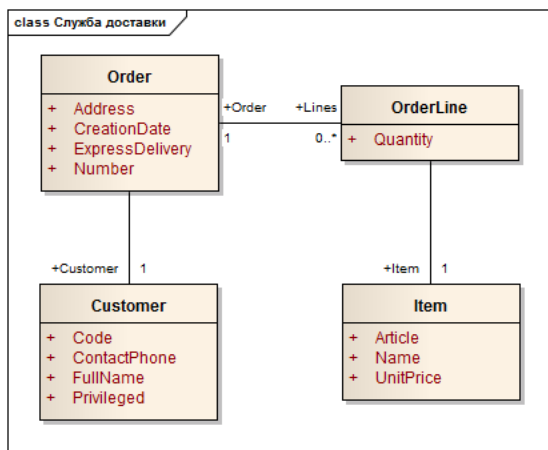 class Служба доставки
Order
+ Address
+ CreationDate
+ ExpressDelivery
+ Number
+Order +Lines
1 0..*
OrderLine
+ Quantity
+Customer 1
+Item 1
Customer
+ Code
+ ContactPhone
+ FullName
+ Privileged
Item
+ Article
+ Name
+ UnitPrice